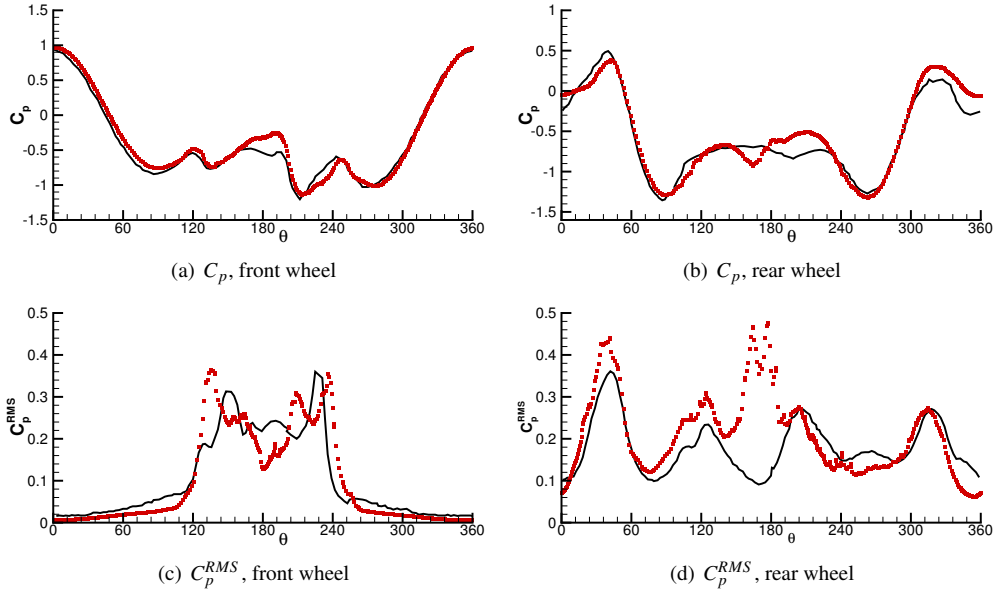 1.5
1
0.5
0
-0.5
-1
-1.5
C_p
0 60 120 180 240 300 360
θ
(a) C_p, front wheel
1
0.5
0
-0.5
-1
-1.5
C_p
0 60 120 180 240 300 360
θ
(b) C_p, rear wheel
0.5
0.4
0.3
0.2
0.1
0
C_p^RMS
0 60 120 180 240 300 360
θ
(c) C_p^{RMS}, front wheel
0.5
0.4
0.3
0.2
0.1
0
C_p^RMS
0 60 120 180 240 300 360
θ
(d) C_p^{RMS}, rear wheel